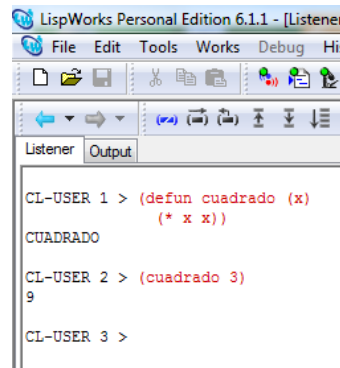 LispWorks Personal Edition 6.1.1 - [Listener
File Edit Tools Works Debug Hi
Listener Output
CL-USER 1 > (defun cuadrado (x)
(* x x))
CUADRADO
CL-USER 2 > (cuadrado 3)
9
CL-USER 3 >